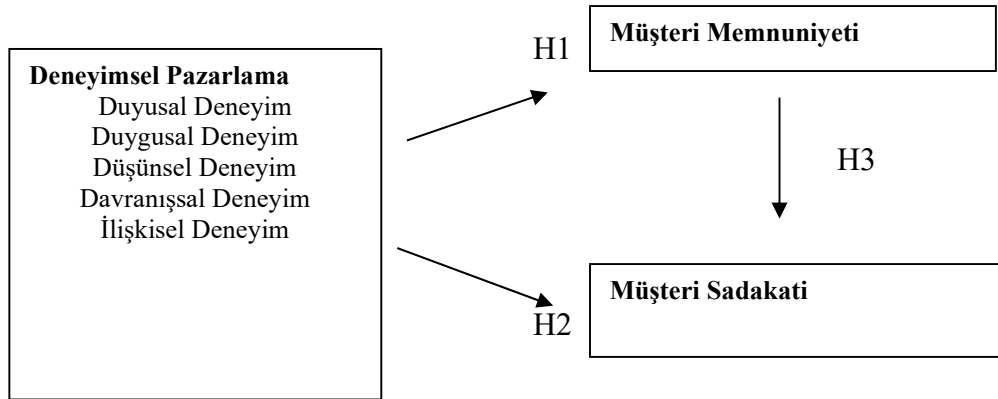 Deneyimsel Pazarlama
Duyusal Deneyim
Duygusal Deneyim
Düşünsel Deneyim
Davranışsal Deneyim
İlişkisel Deneyim
H1
Müşteri Memnuniyeti
H3
H2
Müşteri Sadakati